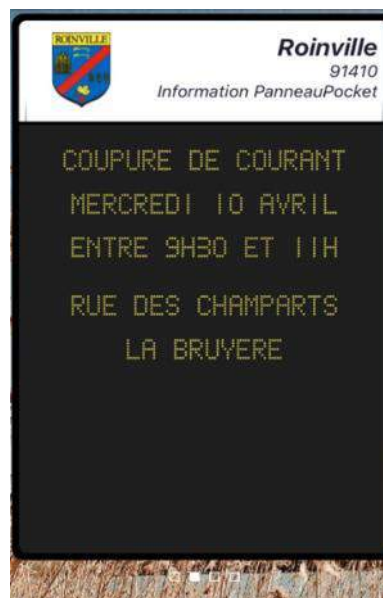 ROINVILLE
Roinville
91410
Information PanneauPocket
COUPURE DE COURANT
MERCREDI 10 AVRIL
ENTRE 9H30 ET 11H
RUE DES CHAMPARTS
LA BRUYERE